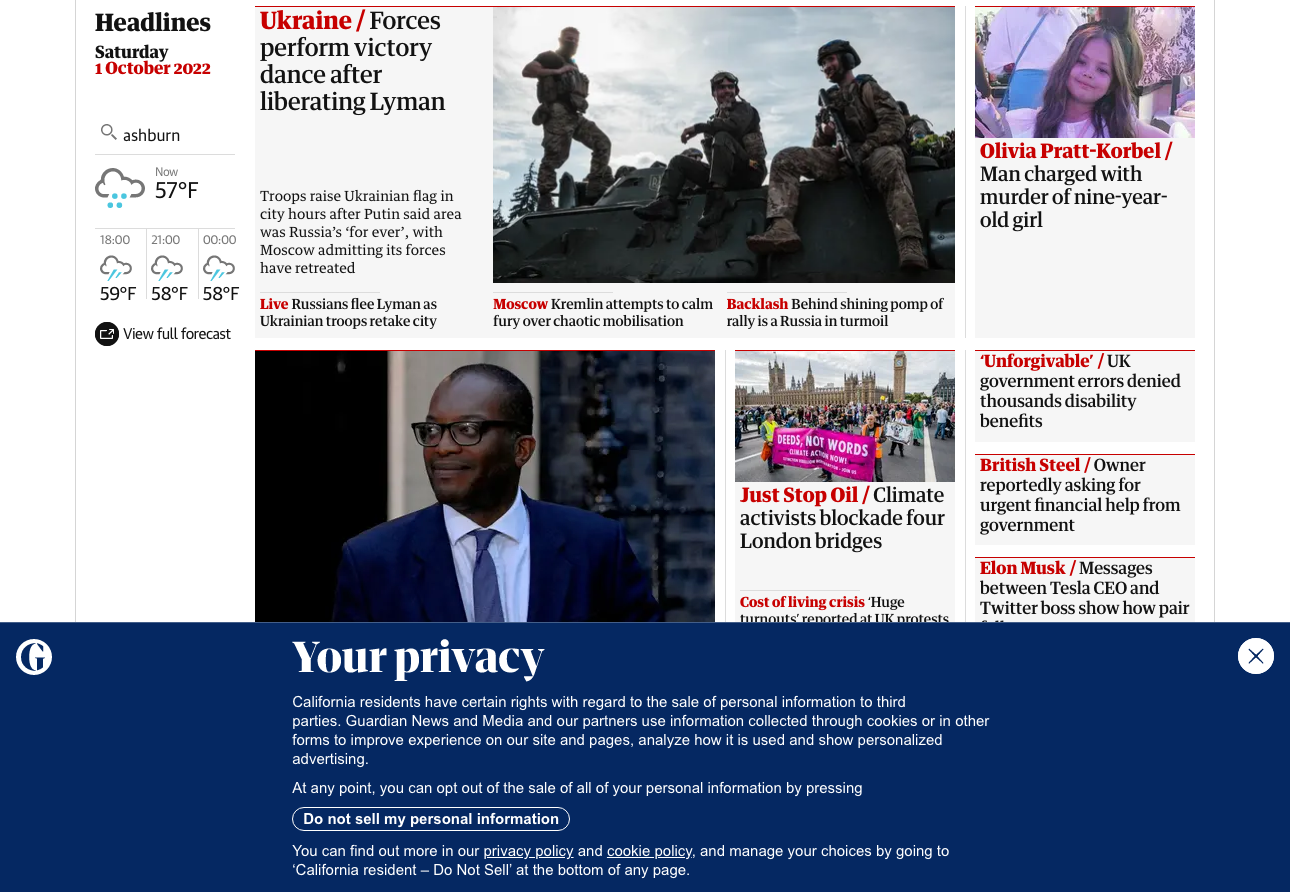 Headlines
Saturday
1 October 2022
ashburn
Now
57°F
18:00
21:00
00:00
59°F
58°F
58°F
View full forecast
Ukraine / Forces
perform victory
dance after
liberating Lyman
Troops raise Ukrainian flag in
city hours after Putin said area
was Russia's ‘for ever’, with
Moscow admitting its forces
have retreated
Live Russians flee Lyman as
Ukrainian troops retake city
Moscow Kremlin attempts to calm
fury over chaotic mobilisation
Backlash Behind shining pomp of
rally is a Russia in turmoil
Olivia Pratt-Korbel /
Man charged with
murder of nine-year-
old girl
DEEDS, NOT WORDS
CLIMATE ACTION NOW!
Just Stop Oil / Climate
activists blockade four
London bridges
Cost of living crisis ‘Huge
turnouts’ reported at UK protests
‘Unforgivable’ / UK
government errors denied
thousands disability
benefits
British Steel / Owner
reportedly asking for
urgent financial help from
government
Elon Musk / Messages
between Tesla CEO and
Twitter boss show how pair
Your privacy
California residents have certain rights with regard to the sale of personal information to third
parties. Guardian News and Media and our partners use information collected through cookies or in other
forms to improve experience on our site and pages, analyze how it is used and show personalized
advertising.
At any point, you can opt out of the sale of all of your personal information by pressing
Do not sell my personal information
You can find out more in our privacy policy and cookie policy, and manage your choices by going to
‘California resident – Do Not Sell’ at the bottom of any page.